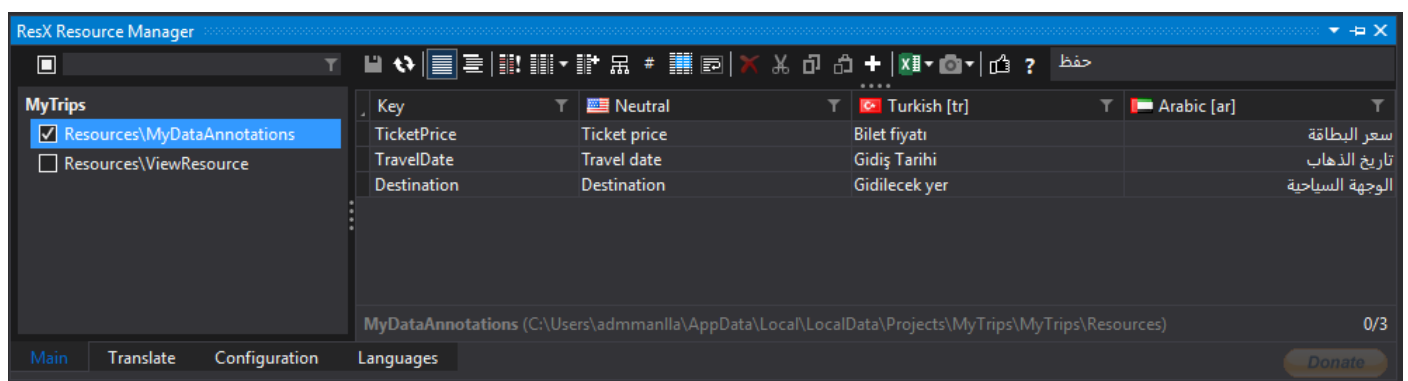 ResX Resource Manager
# ? حفظ
MyTrips
Resources\MyDataAnnotations
Resources\ViewResource
Key Neutral Turkish [tr] Arabic [ar]
TicketPrice Ticket price Bilet fiyatı سعر البطاقة
TravelDate Travel date Gidiş Tarihi تاريخ الذهاب
Destination Destination Gidilecek yer الوجهة السياحية
MyDataAnnotations (C:\Users\admmanlla\AppData\Local\LocalData\Projects\MyTrips\MyTrips\Resources) 0/3
Main Translate Configuration Languages Donate